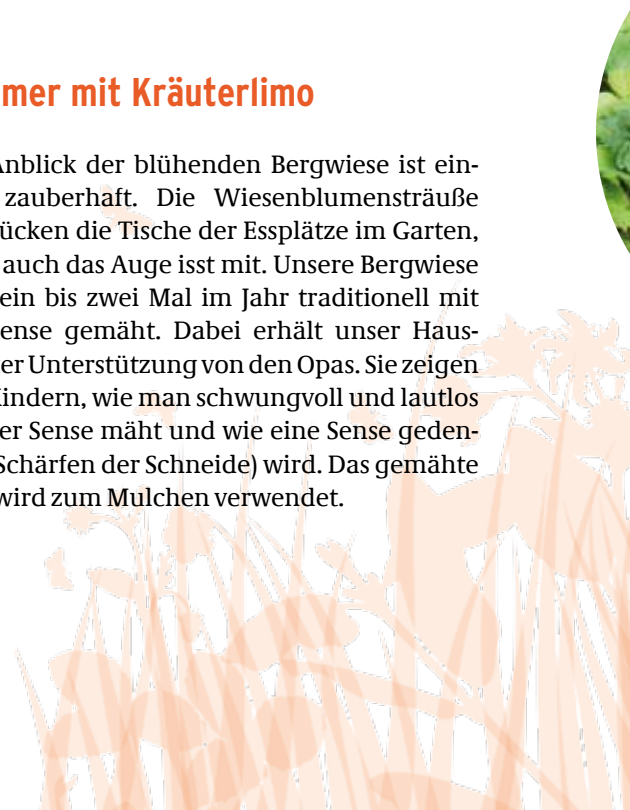 mer mit Kräuterlimo
Anblick der blühenden Bergwiese ist ein-
zauberhaft. Die Wiesenblumensträuße
ücken die Tische der Essplätze im Garten,
auch das Auge isst mit. Unsere Bergwiese
ein bis zwei Mal im Jahr traditionell mit
ense gemäht. Dabei erhält unser Haus-
er Unterstützung von den Opas. Sie zeigen
indern, wie man schwungvoll und lautlos
er Sense mäht und wie eine Sense geden-
Schärfen der Schneide) wird. Das gemähte
wird zum Mulchen verwendet.